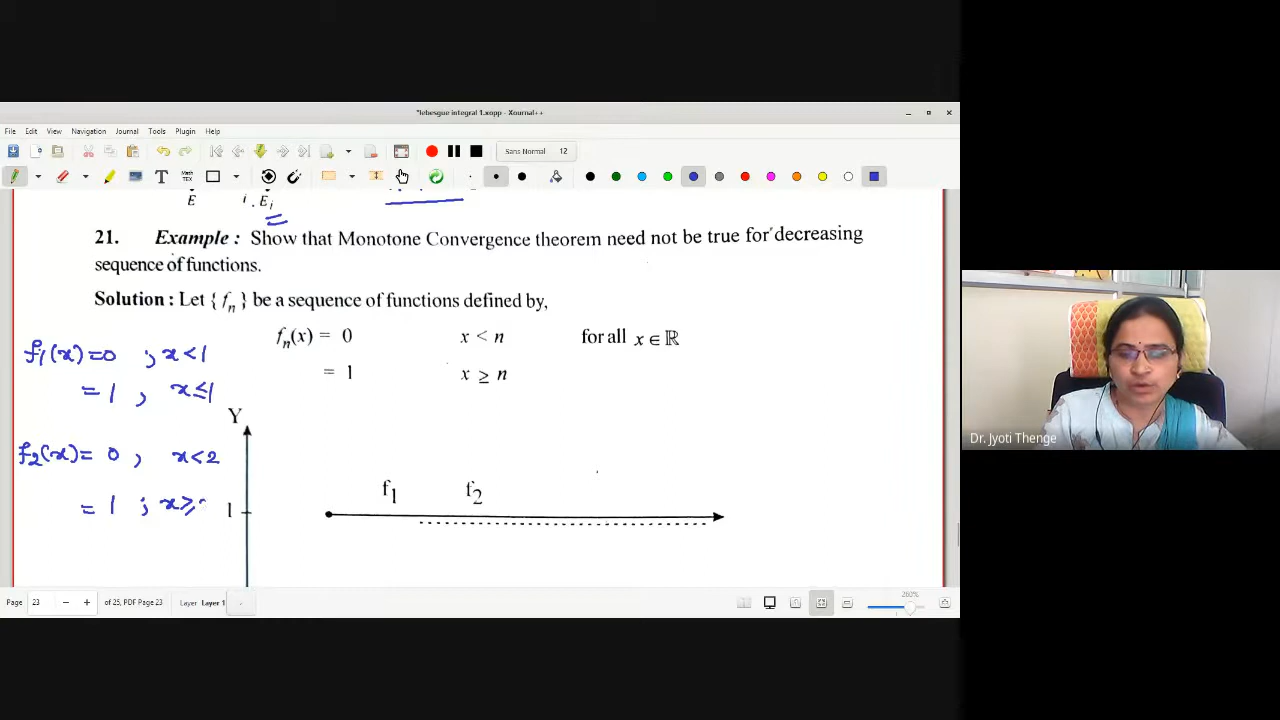 *lebesgue integral 1.xopp - Xournal++
File Edit View Navigation Journal Tools Plugin Help
Sans Normal 12
E i . Ei
21. Example : Show that Monotone Convergence theorem need not be true for decreasing
sequence of functions.
Solution : Let { fn } be a sequence of functions defined by,
fn(x) = 0 x < n for all x ∈ ℝ
= 1 x ≥ n
f1(x)=0 ; x<1
= 1 , x≤1
Y
f2(x)= 0 , x<2
= 1 ; x≥
1
f1 f2
Page 23 of 25, PDF Page 23 Layer Layer 1 260%
Dr. Jyoti Thenge